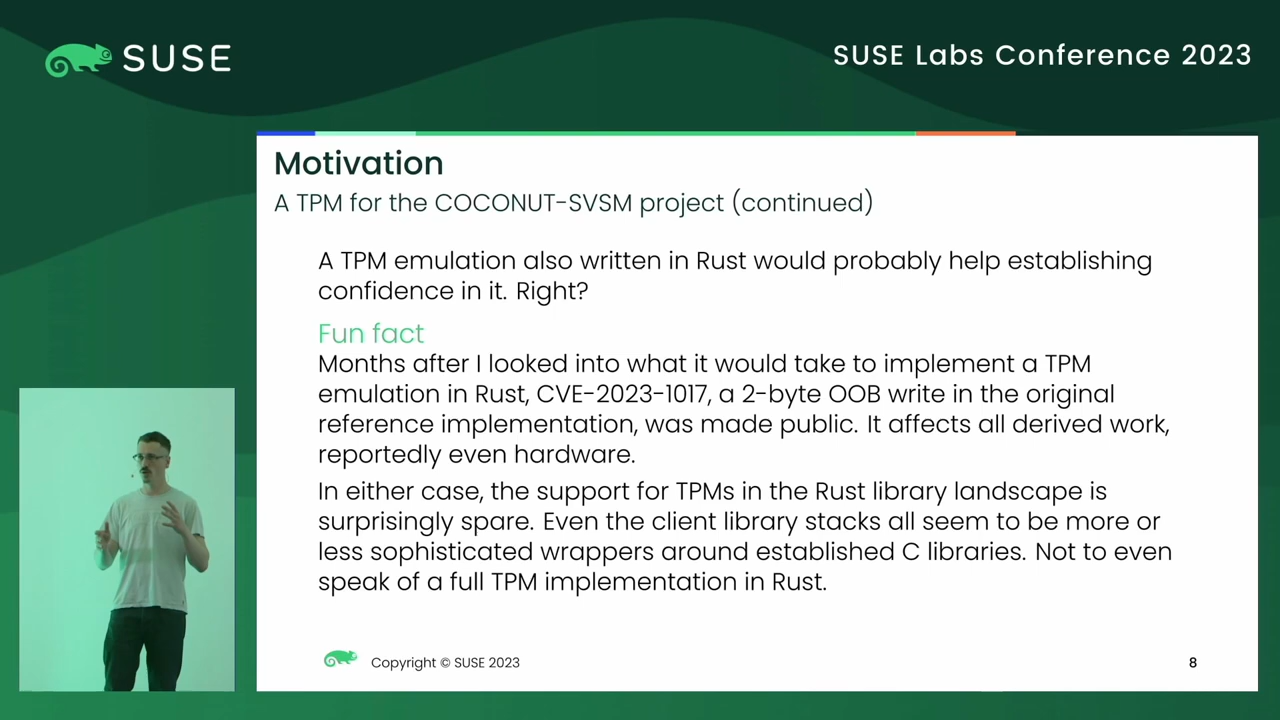 SUSE
SUSE Labs Conference 2023
Motivation
A TPM for the COCONUT-SVSM project (continued)
A TPM emulation also written in Rust would probably help establishing
confidence in it. Right?
Fun fact
Months after I looked into what it would take to implement a TPM
emulation in Rust, CVE-2023-1017, a 2-byte OOB write in the original
reference implementation, was made public. It affects all derived work,
reportedly even hardware.
In either case, the support for TPMs in the Rust library landscape is
surprisingly spare. Even the client library stacks all seem to be more or
less sophisticated wrappers around established C libraries. Not to even
speak of a full TPM implementation in Rust.
Copyright © SUSE 2023
8